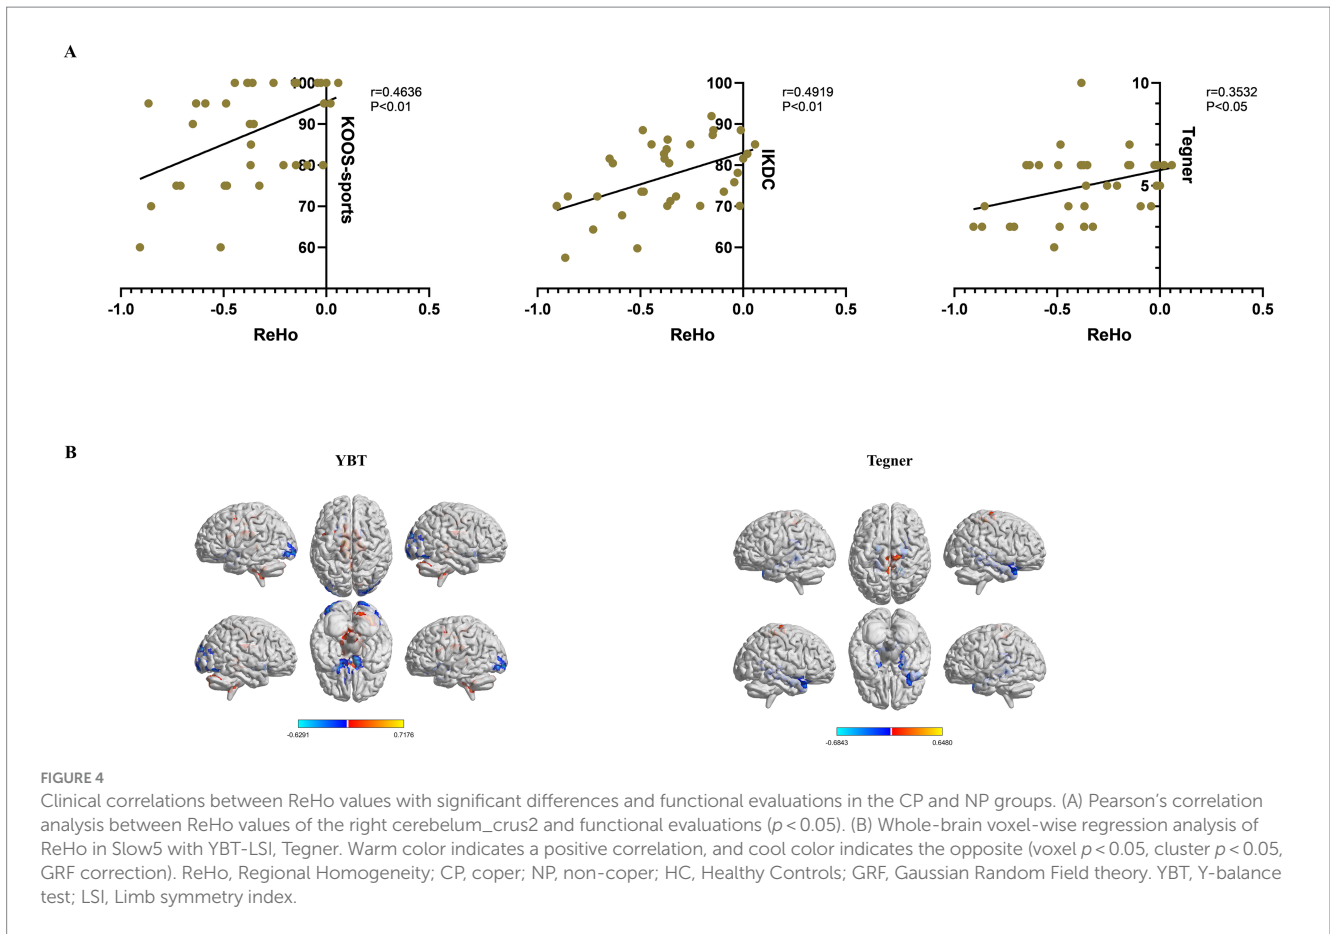 A
r=0.4636
P<0.01
100
90
80
70
60
KOOS-sports
-1.0 -0.5 0.0 0.5
ReHo
r=0.4919
P<0.01
100
90
80
70
60
IKDC
-1.0 -0.5 0.0 0.5
ReHo
r=0.3532
P<0.05
10
5
Tegner
-1.0 -0.5 0.0 0.5
ReHo
B
YBT
-0.6291 0.7176
Tegner
-0.6843 0.6480
FIGURE 4
Clinical correlations between ReHo values with significant differences and functional evaluations in the CP and NP groups. (A) Pearson's correlation
analysis between ReHo values of the right cerebelum_crus2 and functional evaluations (p < 0.05). (B) Whole-brain voxel-wise regression analysis of
ReHo in Slow5 with YBT-LSI, Tegner. Warm color indicates a positive correlation, and cool color indicates the opposite (voxel p < 0.05, cluster p < 0.05,
GRF correction). ReHo, Regional Homogeneity; CP, coper; NP, non-coper; HC, Healthy Controls; GRF, Gaussian Random Field theory. YBT, Y-balance
test; LSI, Limb symmetry index.